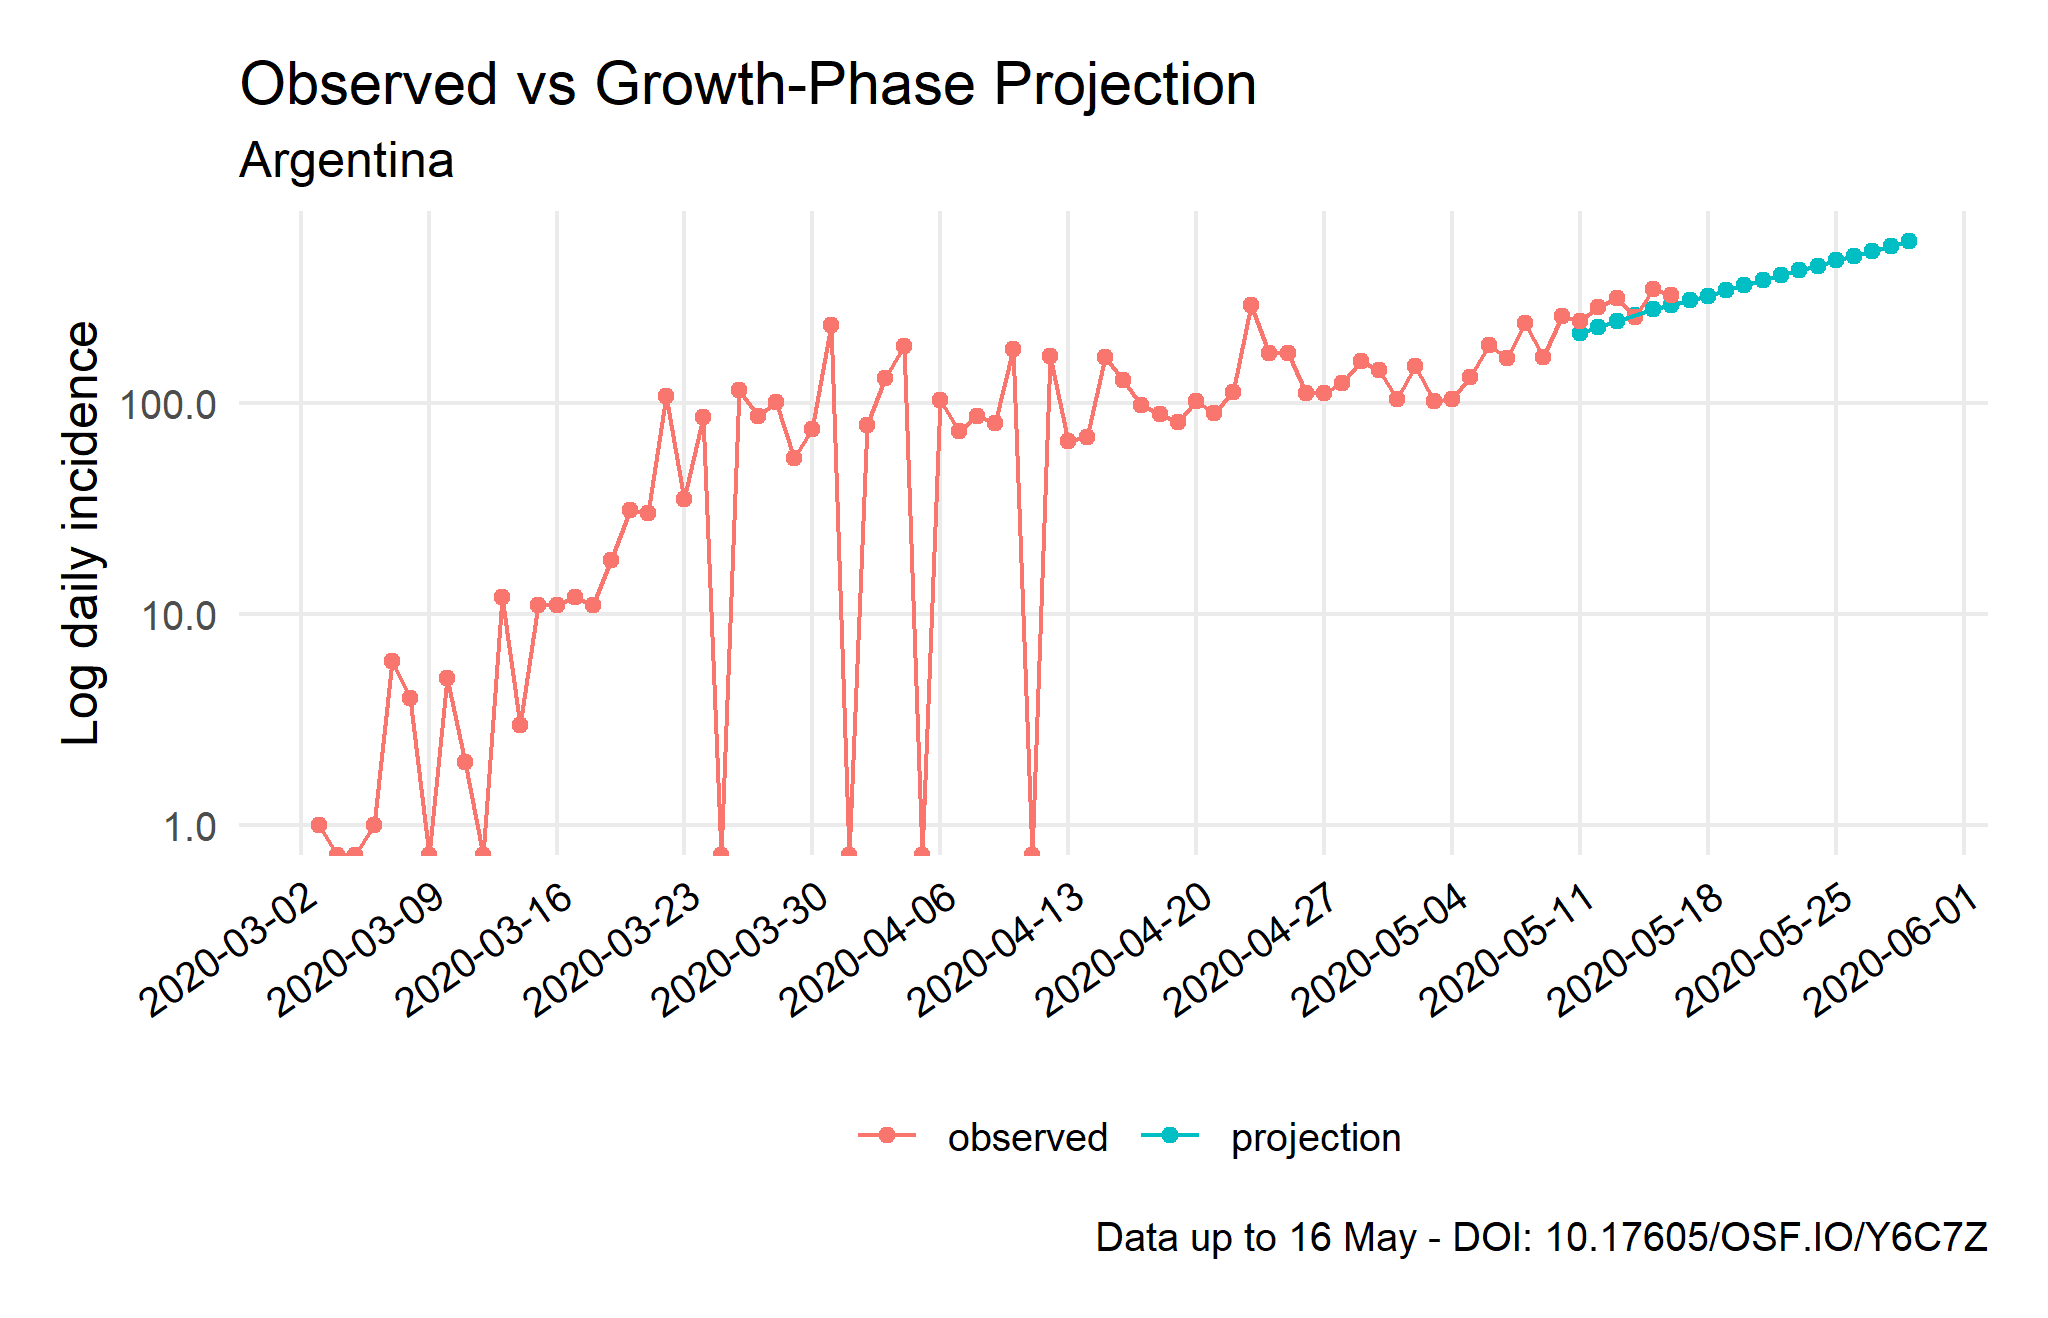 Observed vs Growth-Phase Projection
Argentina
Log daily incidence
100.0
10.0
1.0
2020-03-02
2020-03-09
2020-03-16
2020-03-23
2020-03-30
2020-04-06
2020-04-13
2020-04-20
2020-04-27
2020-05-04
2020-05-11
2020-05-18
2020-05-25
2020-06-01
observed
projection
Data up to 16 May - DOI: 10.17605/OSF.IO/Y6C7Z